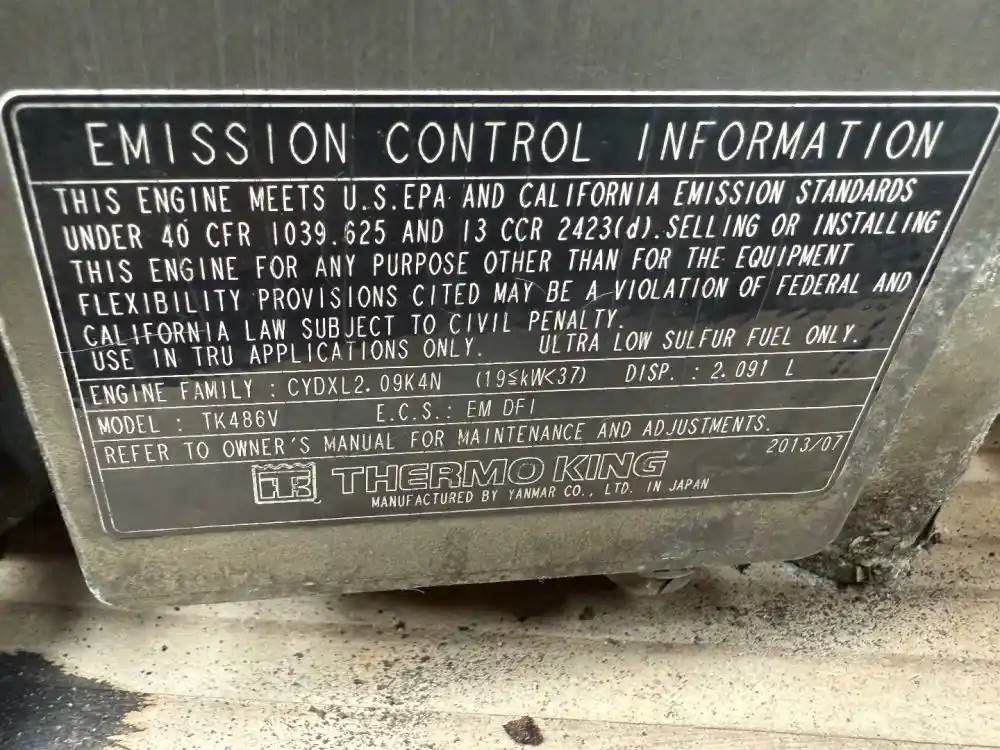 EMISSION CONTROL INFORMATION
THIS ENGINE MEETS U.S.EPA AND CALIFORNIA EMISSION STANDARDS
UNDER 40 CFR 1039.625 AND 13 CCR 2423(d).SELLING OR INSTALLING
THIS ENGINE FOR ANY PURPOSE OTHER THAN FOR THE EQUIPMENT
FLEXIBILITY PROVISIONS CITED MAY BE A VIOLATION OF FEDERAL AND
CALIFORNIA LAW SUBJECT TO CIVIL PENALTY.
USE IN TRU APPLICATIONS ONLY. ULTRA LOW SULFUR FUEL ONLY.
ENGINE FAMILY : CYDXL2.09K4N (19≤kW<37) DISP. : 2.091 L
MODEL : TK486V E.C.S.: EM DFI
REFER TO OWNER'S MANUAL FOR MAINTENANCE AND ADJUSTMENTS.
2013/07
TK THERMO KING
MANUFACTURED BY YANMAR CO., LTD. IN JAPAN